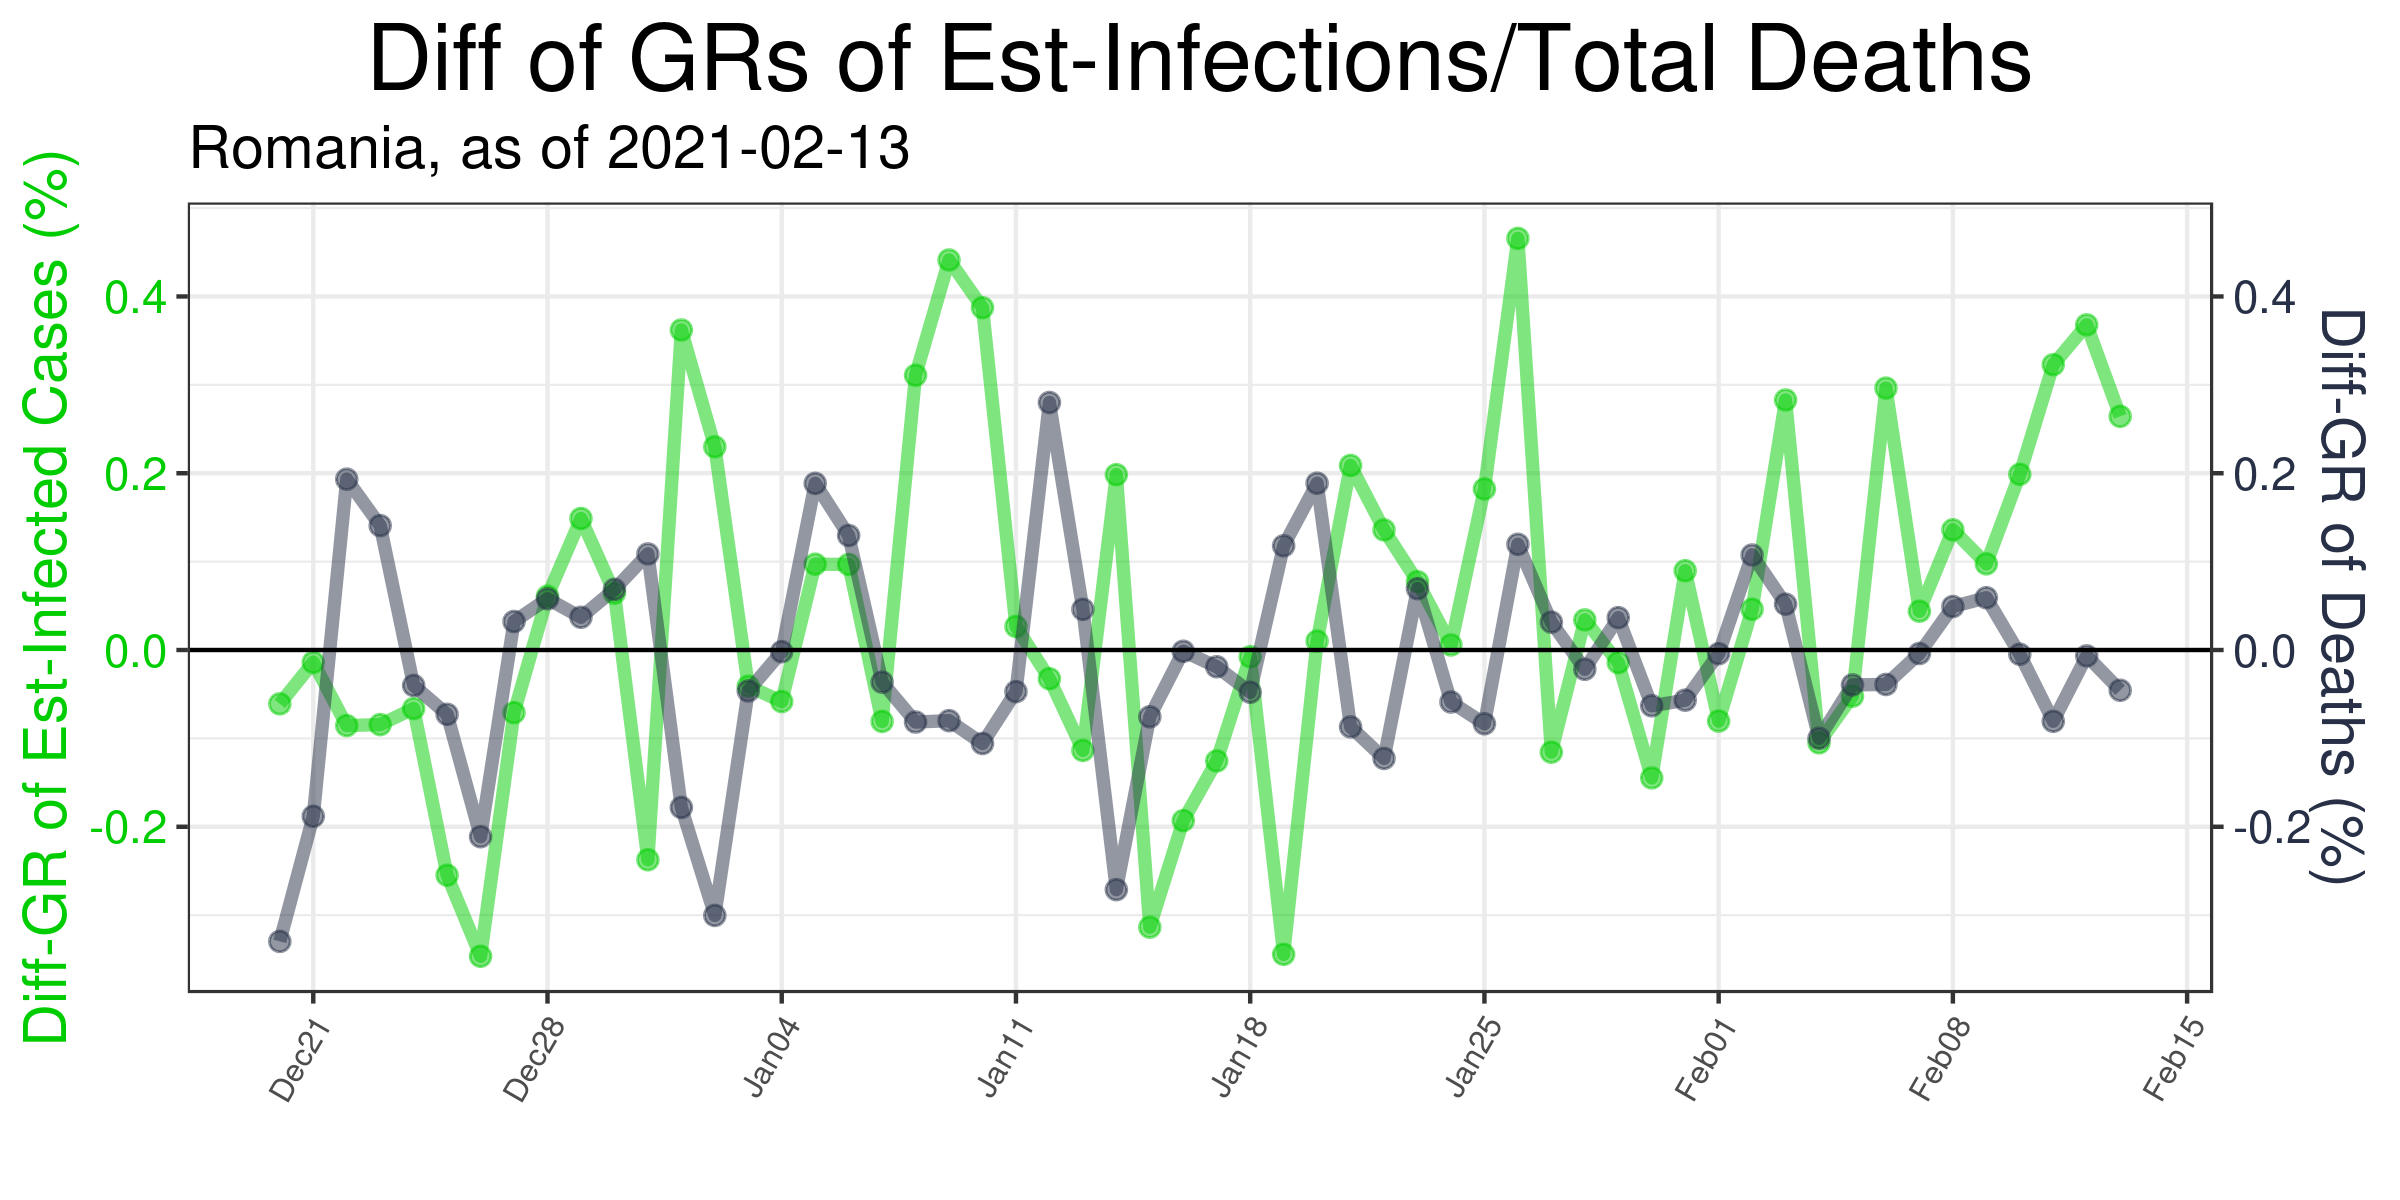 Diff of GRs of Est-Infections/Total Deaths
Romania, as of 2021-02-13
Diff-GR of Est-Infected Cases (%)
0.4
0.2
0.0
-0.2
0.4
0.2
0.0
-0.2
Diff-GR of Deaths (%)
Dec21
Dec28
Jan04
Jan11
Jan18
Jan25
Feb01
Feb08
Feb15